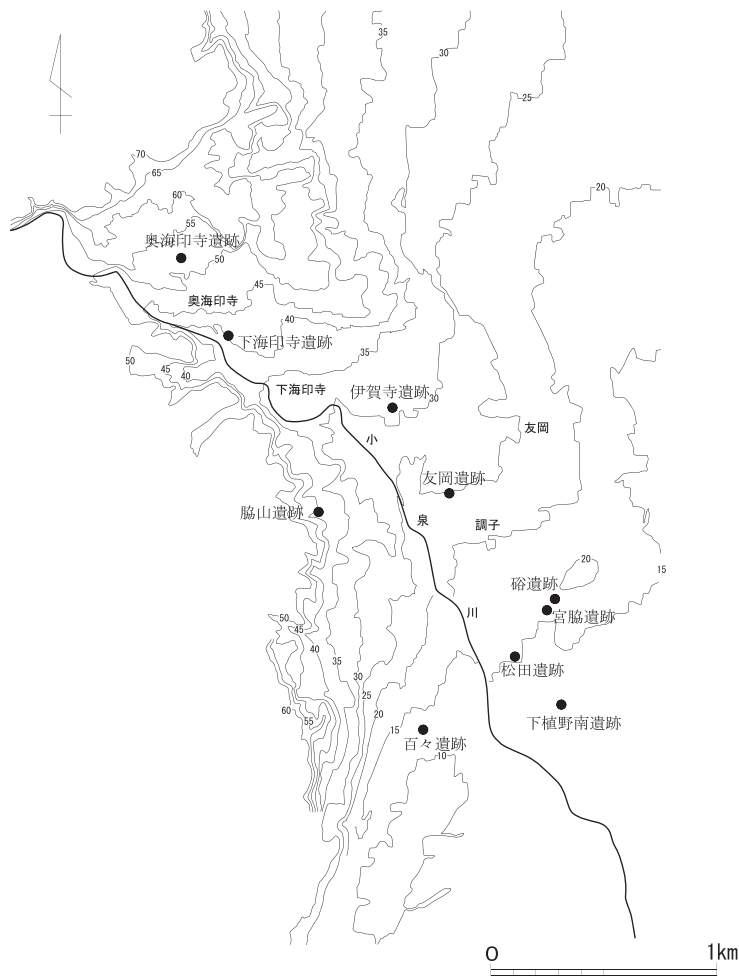 35
30
25
70
65
60
20
55
奥海印寺遺跡
50
45
奥海印寺
40
下海印寺遺跡
35
50
45
40
下海印寺
伊賀寺遺跡
30
小
友岡
友岡遺跡
脇山遺跡
泉
調子
20
15
硲遺跡
宮脇遺跡
川
50
45
40
松田遺跡
35
30
25
20
60
55
15
下植野南遺跡
百々遺跡
10
0
1km